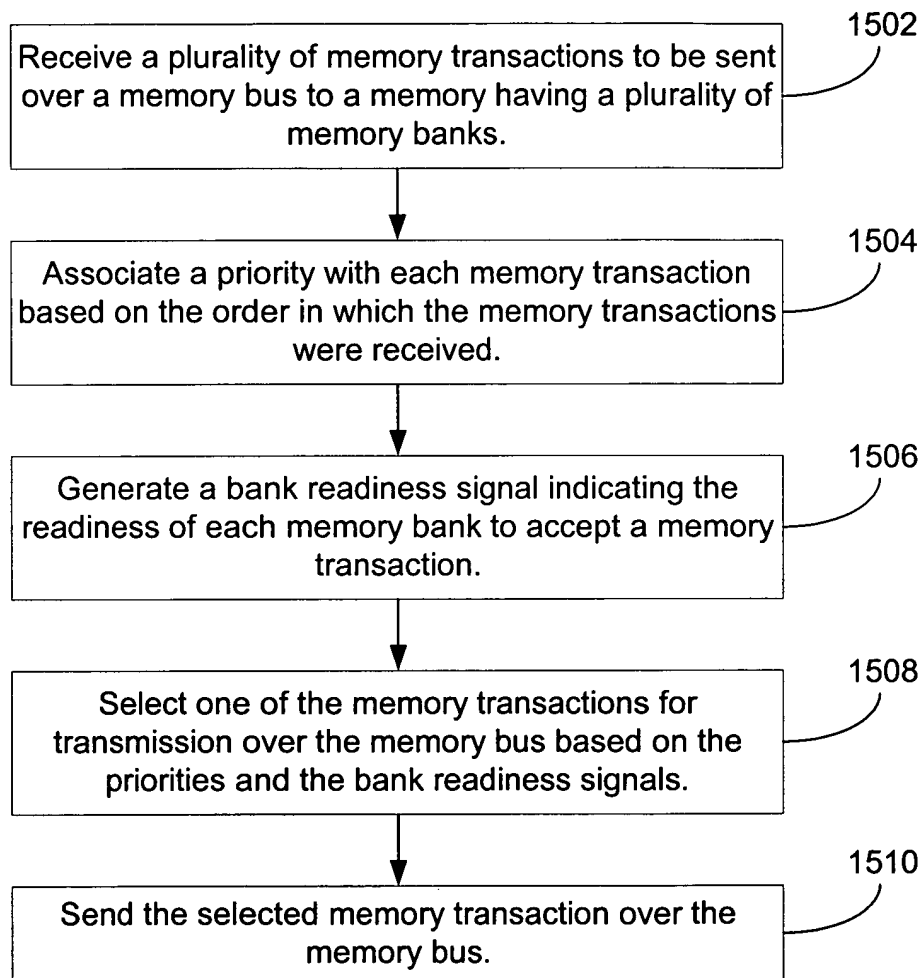 1502
Receive a plurality of memory transactions to be sent
over a memory bus to a memory having a plurality of
memory banks.
1504
Associate a priority with each memory transaction
based on the order in which the memory transactions
were received.
1506
Generate a bank readiness signal indicating the
readiness of each memory bank to accept a memory
transaction.
1508
Select one of the memory transactions for
transmission over the memory bus based on the
priorities and the bank readiness signals.
1510
Send the selected memory transaction over the
memory bus.